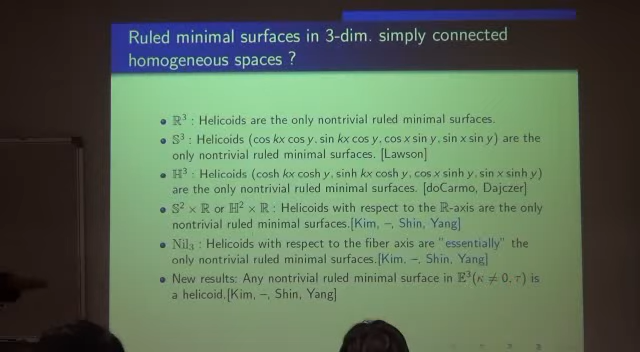 Ruled minimal surfaces in 3-dim. simply connected
homogeneous spaces ?
• ℝ³ : Helicoids are the only nontrivial ruled minimal surfaces.
• 𝕊³ : Helicoids (cos kx cos y, sin kx cos y, cos x sin y, sin x sin y) are the
only nontrivial ruled minimal surfaces. [Lawson]
• ℍ³ : Helicoids (cosh kx cosh y, sinh kx cosh y, cos x sinh y, sin x sinh y)
are the only nontrivial ruled minimal surfaces. [doCarmo, Dajczer]
• 𝕊² × ℝ or ℍ² × ℝ : Helicoids with respect to the ℝ-axis are the only
nontrivial ruled minimal surfaces.[Kim, –, Shin, Yang]
• Nil₃ : Helicoids with respect to the fiber axis are "essentially" the
only nontrivial ruled minimal surfaces.[Kim, –, Shin, Yang]
• New results: Any nontrivial ruled minimal surface in 𝔼³(κ ≠ 0, τ) is
a helicoid.[Kim, –, Shin, Yang]